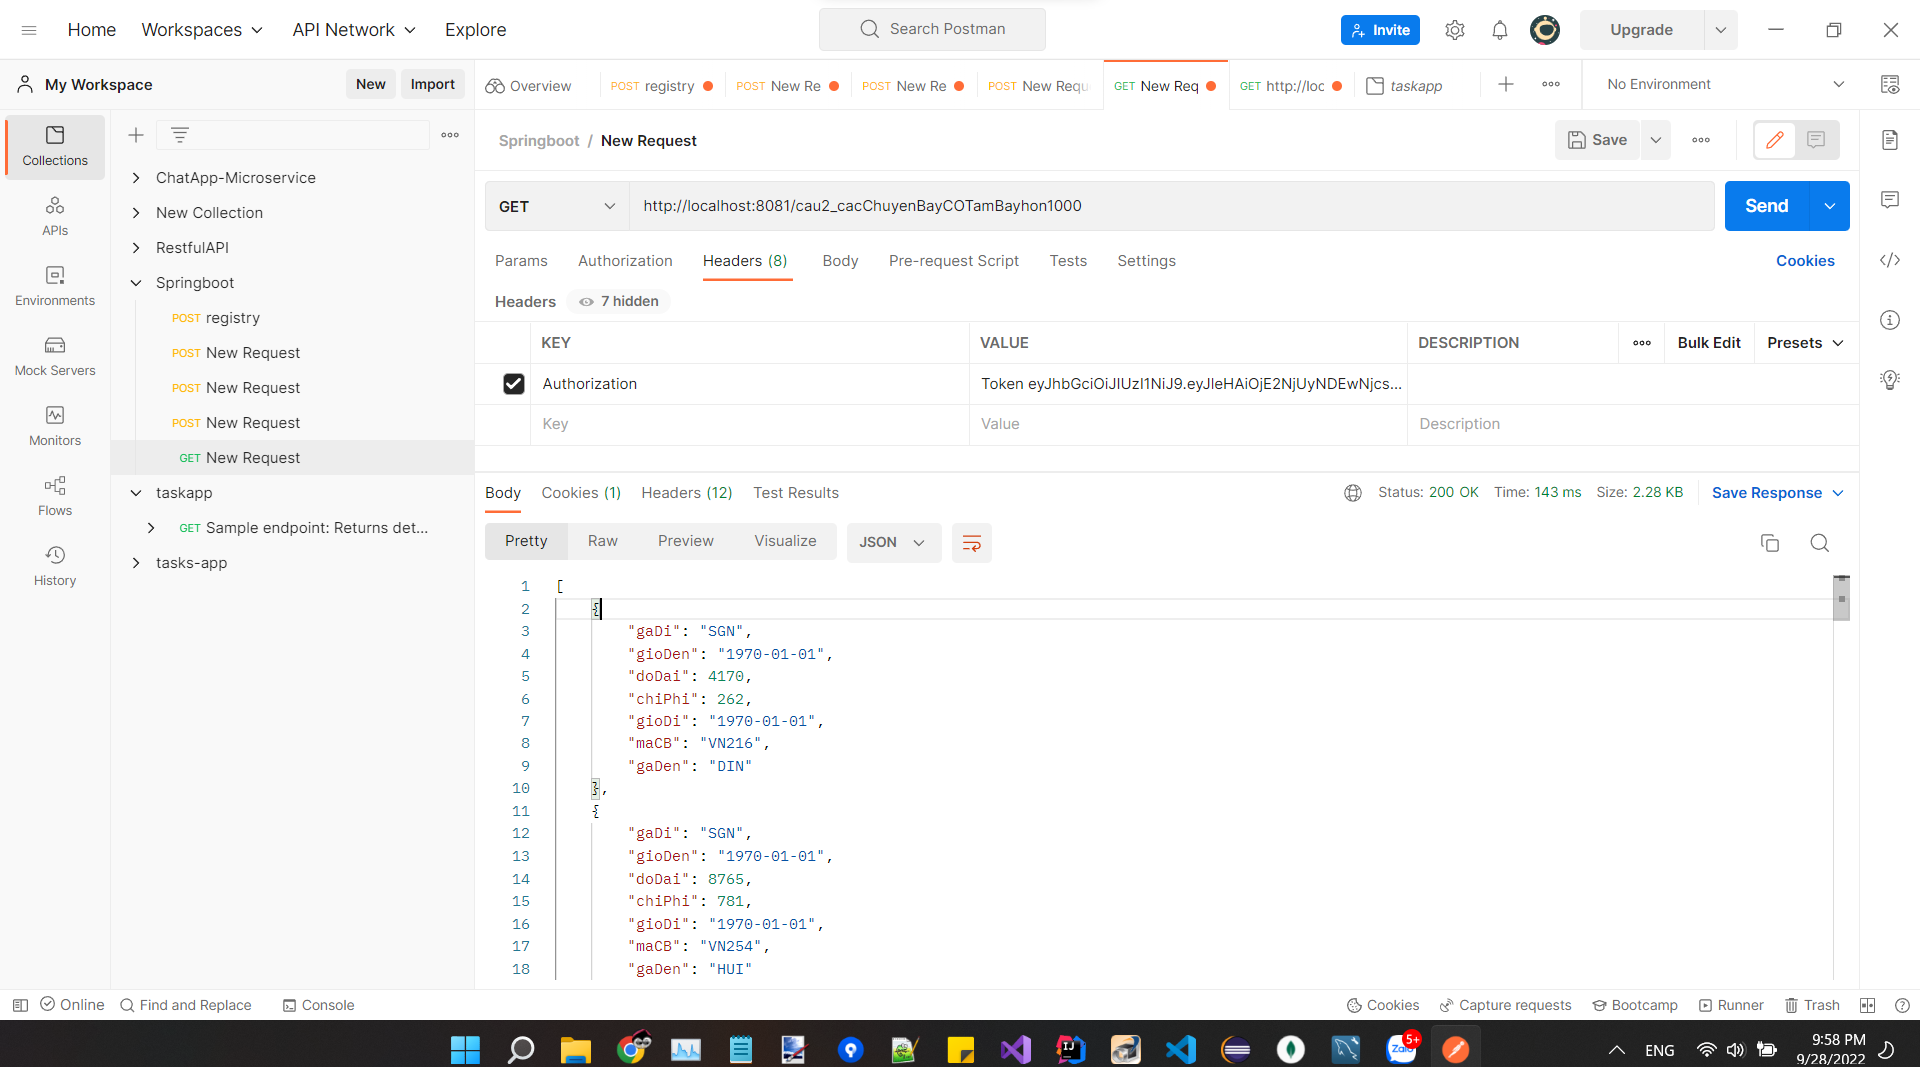 Home Workspaces API Network Explore Search Postman Invite Upgrade
My Workspace New Import Overview POST registry POST New Re POST New Re POST New Requ GET New Req GET http://loc taskapp No Environment
Springboot / New Request Save
Collections
APIs
Environments
Mock Servers
Monitors
Flows
History
ChatApp-Microservice
New Collection
RestfulAPI
Springboot
POST registry
POST New Request
POST New Request
POST New Request
GET New Request
taskapp
GET Sample endpoint: Returns det...
tasks-app
GET http://localhost:8081/cau2_cacChuyenBayCOTamBayhon1000 Send
Params Authorization Headers (8) Body Pre-request Script Tests Settings Cookies
Headers 7 hidden
KEY VALUE DESCRIPTION Bulk Edit Presets
Authorization Token eyJhbGciOiJIUzI1NiJ9.eyJleHAiOjE2NjUyNDEwNjcs...
Key Value Description
Body Cookies (1) Headers (12) Test Results Status: 200 OK Time: 143 ms Size: 2.28 KB Save Response
Pretty Raw Preview Visualize JSON
1 [
2 {
3 "gaDi": "SGN",
4 "gioDen": "1970-01-01",
5 "doDai": 4170,
6 "chiPhi": 262,
7 "gioDi": "1970-01-01",
8 "maCB": "VN216",
9 "gaDen": "DIN"
10 },
11 {
12 "gaDi": "SGN",
13 "gioDen": "1970-01-01",
14 "doDai": 8765,
15 "chiPhi": 781,
16 "gioDi": "1970-01-01",
17 "maCB": "VN254",
18 "gaDen": "HUI"
Online Find and Replace Console Cookies Capture requests Bootcamp Runner Trash
Zalo 5+ ENG 9:58 PM
9/28/2022